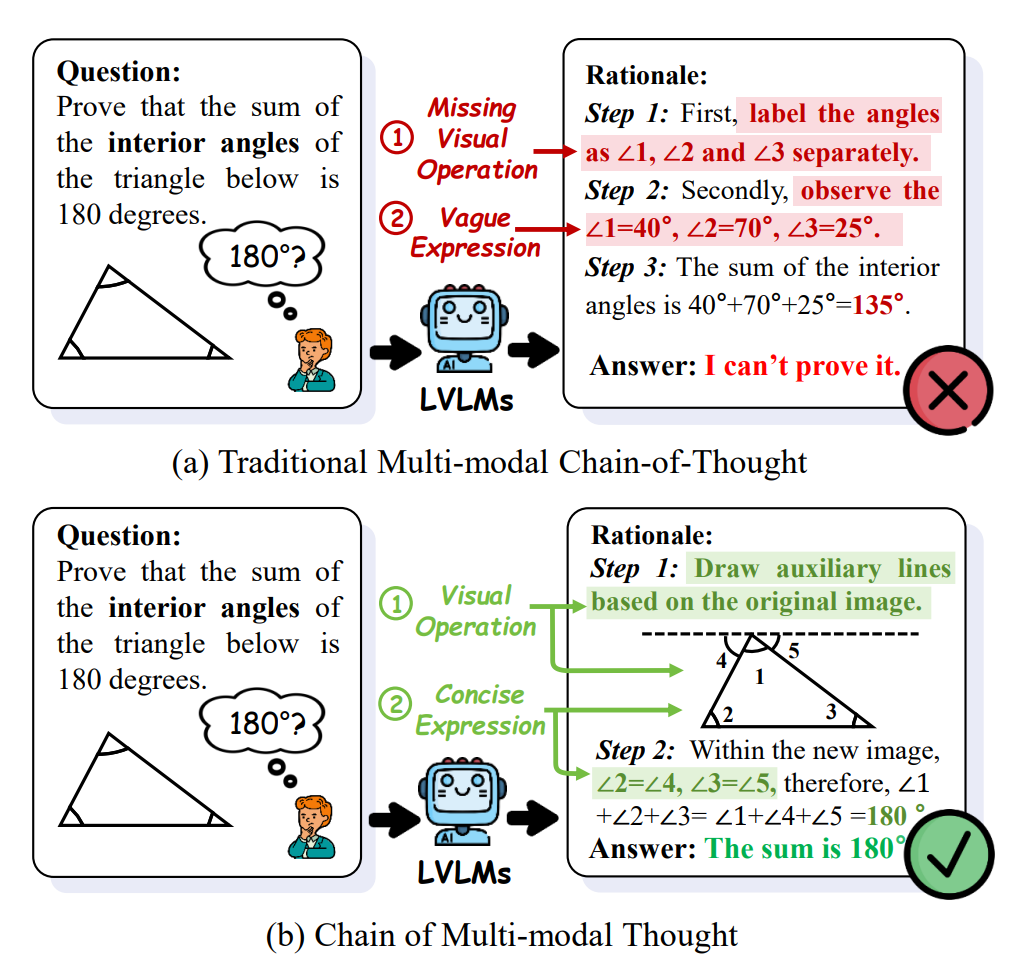 Question:
Prove that the sum of
the interior angles of
the triangle below is
180 degrees.
180°?
① Missing
Visual
Operation
② Vague
Expression
AI
LVLMs
Rationale:
Step 1: First, label the angles
as ∠1, ∠2 and ∠3 separately.
Step 2: Secondly, observe the
∠1=40°, ∠2=70°, ∠3=25°.
Step 3: The sum of the interior
angles is 40°+70°+25°=135°.
Answer: I can't prove it.
(a) Traditional Multi-modal Chain-of-Thought
Question:
Prove that the sum of
the interior angles of
the triangle below is
180 degrees.
180°?
① Visual
Operation
② Concise
Expression
AI
LVLMs
Rationale:
Step 1: Draw auxiliary lines
based on the original image.
4 5
1
2 3
Step 2: Within the new image,
∠2=∠4, ∠3=∠5, therefore, ∠1
+∠2+∠3= ∠1+∠4+∠5 =180 °
Answer: The sum is 180°
(b) Chain of Multi-modal Thought